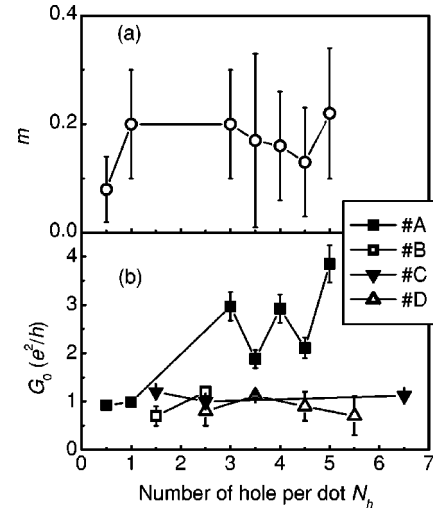 (a)
0.4
0.2
0.0
m
#A
#B
#C
#D
(b)
4
3
2
1
0
G₀ (e²/h)
0 1 2 3 4 5 6 7
Number of hole per dot Nₕ